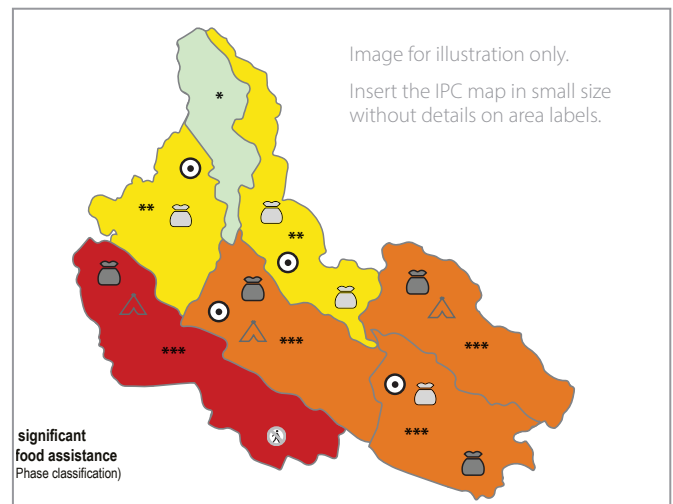 Image for illustration only.
Insert the IPC map in small size
without details on area labels.
*
**
**
***
***
***
***
significant
food assistance
Phase classification)